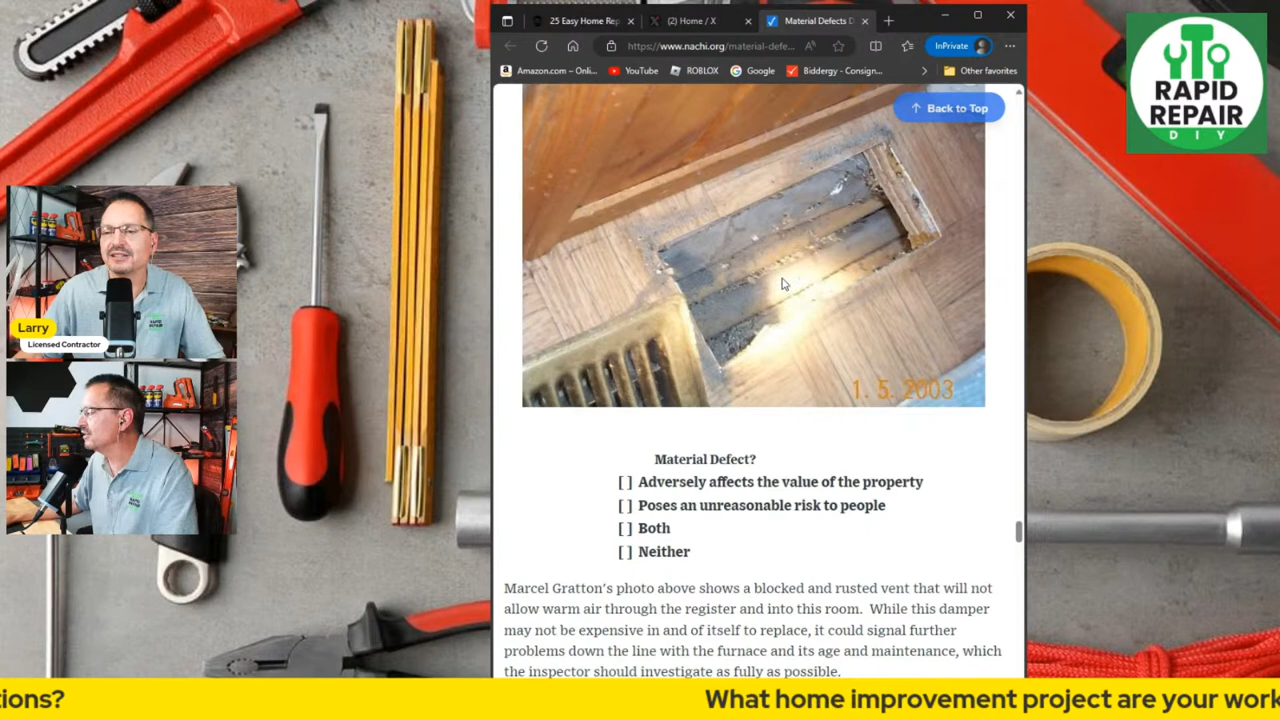 25 Easy Home Rep
(2) Home / X
Material Defects D
https://www.nachi.org/material-defe...
InPrivate
Amazon.com – Onli...
YouTube
ROBLOX
Google
Biddergy - Consign...
Other favorites
Back to Top
RAPID
REPAIR
DIY
Larry
Licensed Contractor
1. 5. 2003
Material Defect?
[ ] Adversely affects the value of the property
[ ] Poses an unreasonable risk to people
[ ] Both
[ ] Neither
Marcel Gratton's photo above shows a blocked and rusted vent that will not
allow warm air through the register and into this room. While this damper
may not be expensive in and of itself to replace, it could signal further
problems down the line with the furnace and its age and maintenance, which
the inspector should investigate as fully as possible.
tions?
What home improvement project are your work